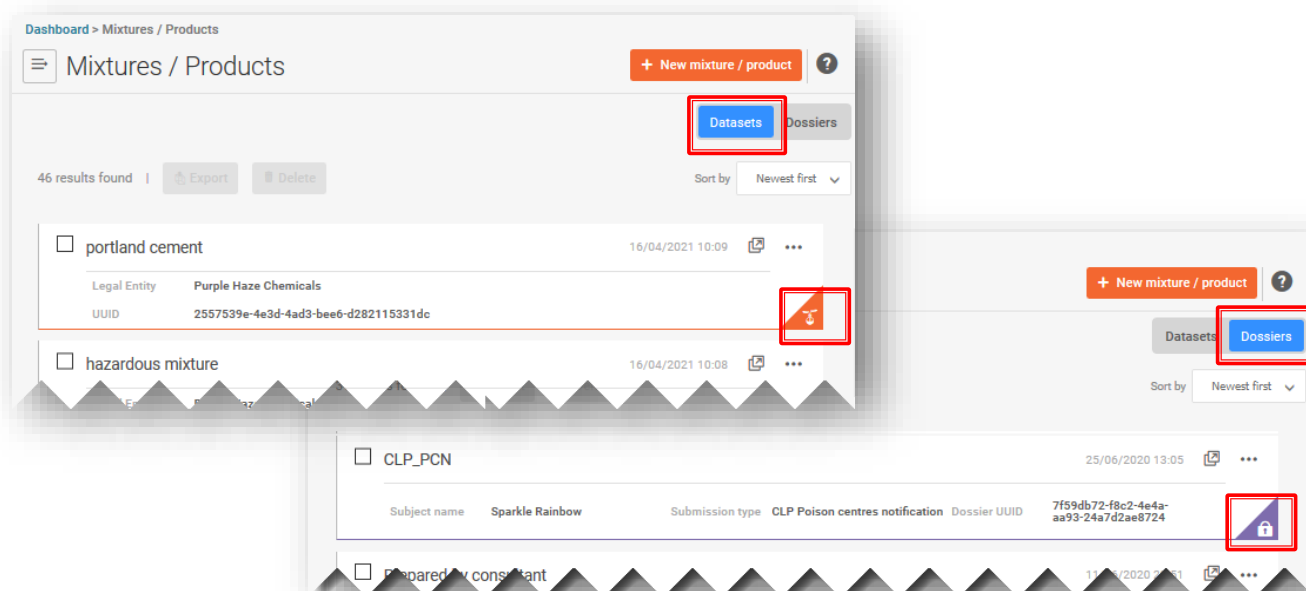 Dashboard > Mixtures / Products
Mixtures / Products
+ New mixture / product
?
Datasets
Dossiers
46 results found |
Export
Delete
Sort by
Newest first
portland cement
16/04/2021 10:09
Legal Entity
Purple Haze Chemicals
UUID
2557539e-4e3d-4ad3-bee6-d282115331dc
hazardous mixture
16/04/2021 10:08
+ New mixture / product
?
Datasets
Dossiers
Sort by
Newest first
CLP_PCN
25/06/2020 13:05
Subject name
Sparkle Rainbow
Submission type
CLP Poison centres notification
Dossier UUID
7f59db72-f8c2-4e4a-
aa93-24a7d2ae8724
Prepared by consultant